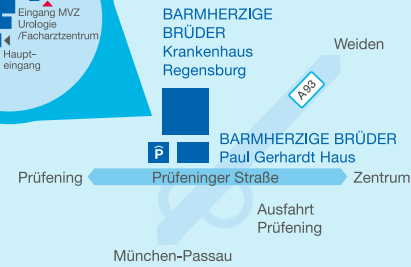 Eingang MVZ
Urologie
/Facharztzentrum
Haupt-
eingang
BARMHERZIGE
BRÜDER
Krankenhaus
Regensburg
Weiden
A93
P
BARMHERZIGE BRÜDER
Paul Gerhardt Haus
Prüfening
Prüfeninger Straße
Zentrum
Ausfahrt
Prüfening
München-Passau